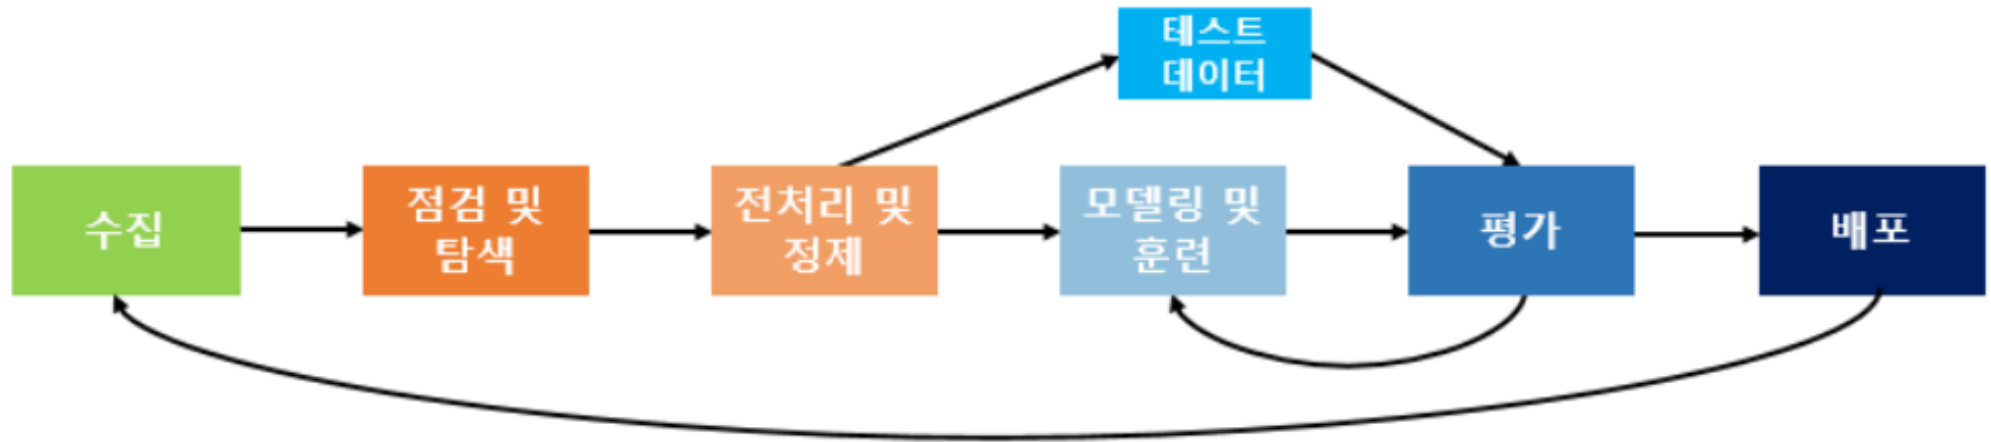 테스트
데이터
수집
점검 및
탐색
전처리 및
정제
모델링 및
훈련
평가
배포